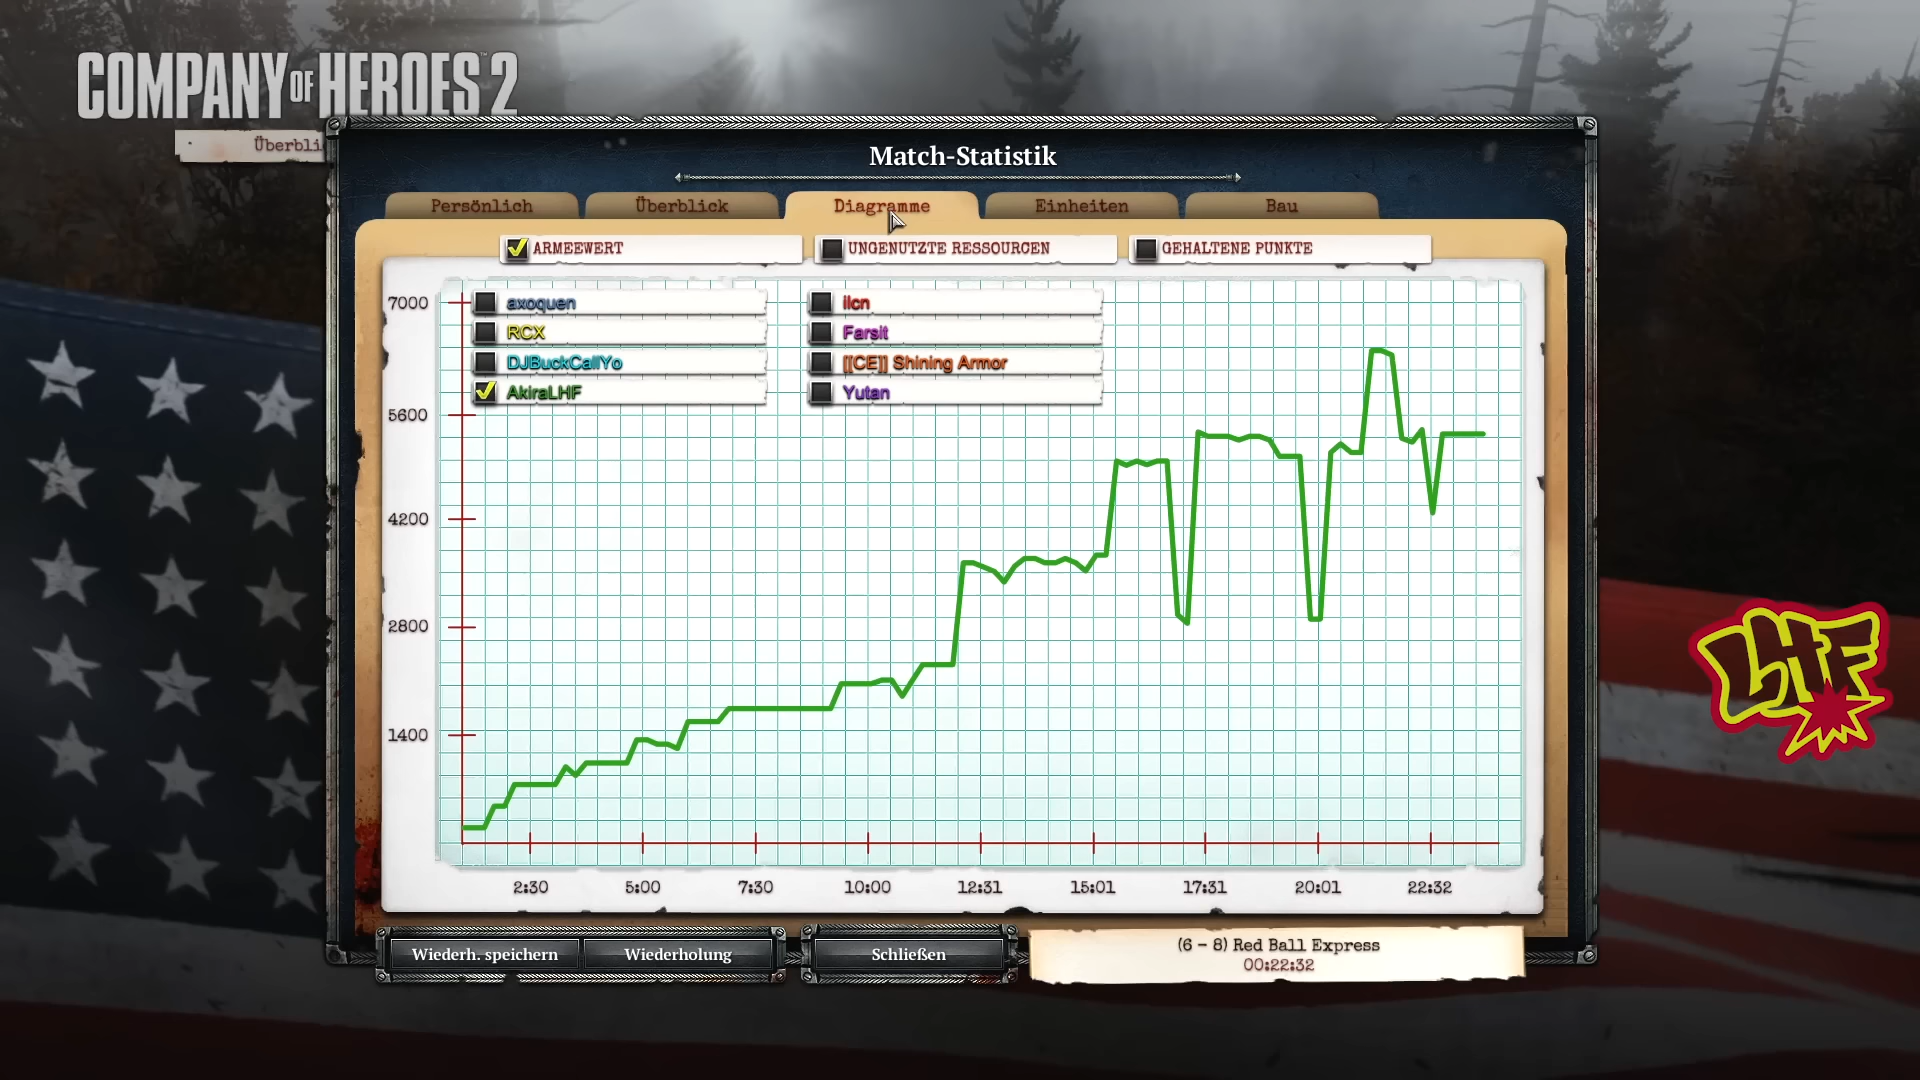 COMPANY OF HEROES™ 2
Überbli
Match-Statistik
Persönlich Überblick Diagramme Einheiten Bau
ARMEEWERT UNGENUTZTE RESSOURCEN GEHALTENE PUNKTE
7000
axoquen
RCX
DJBuckCallYo
AkiraLHF
ilcn
Farsit
[[CE]] Shining Armor
Yutan
5600
4200
2800
1400
2:30 5:00 7:30 10:00 12:31 15:01 17:31 20:01 22:32
Wiederh. speichern Wiederholung Schließen
(6 - 8) Red Ball Express
00:22:32
LHF